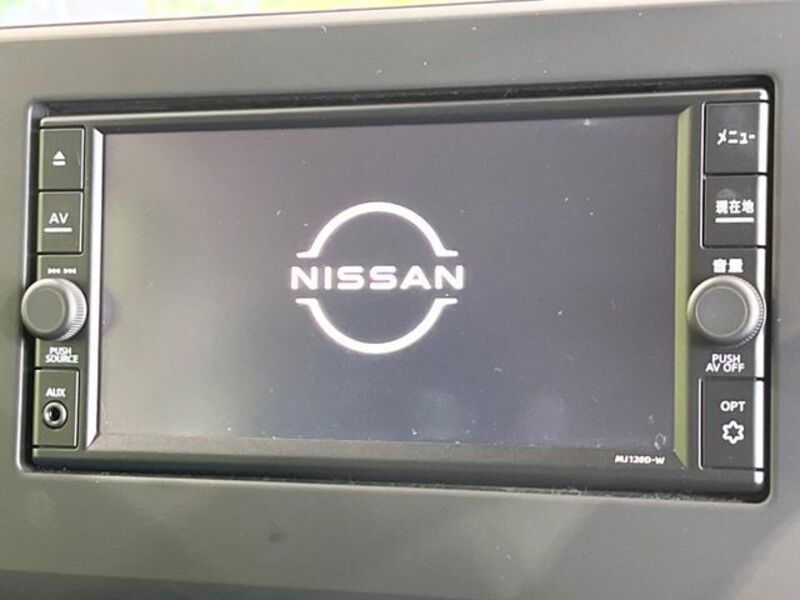 AV
PUSH
SOURCE
AUX
NISSAN
メニュー
現在地
音量
PUSH
AV OFF
OPT
MJ120D-W